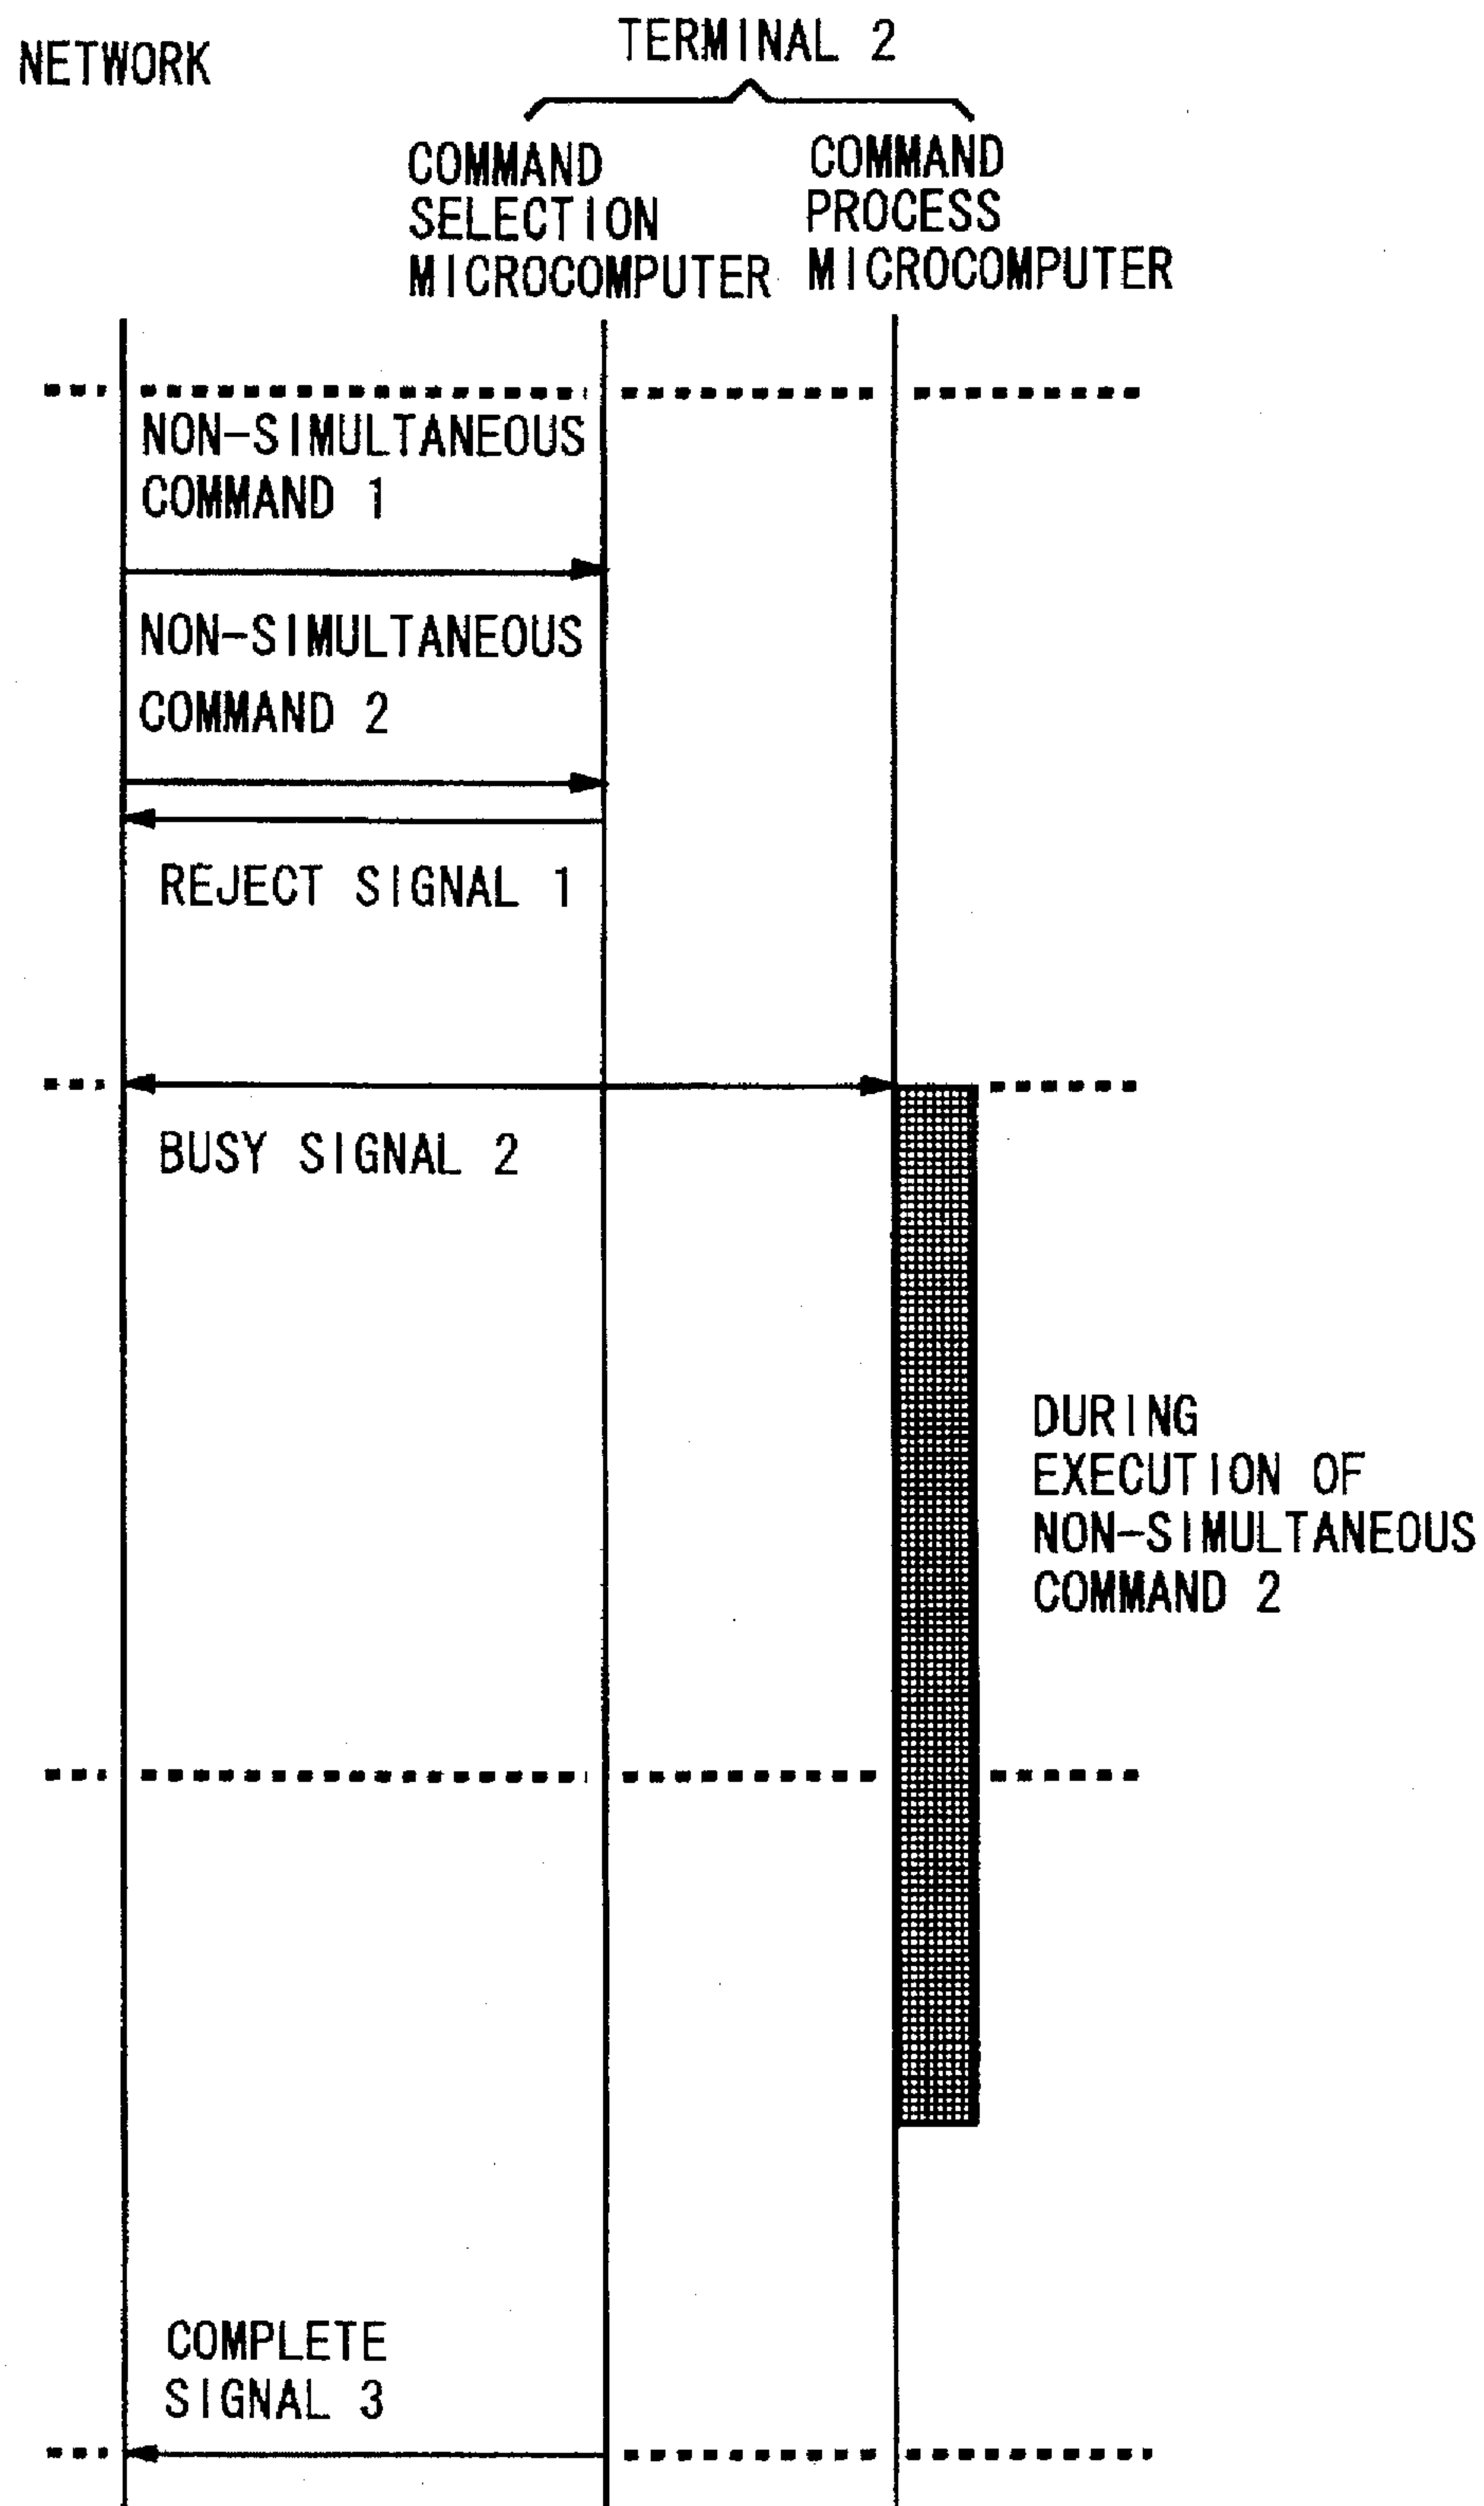 NETWORK
TERMINAL 2
COMMAND
SELECTION
MICROCOMPUTER
COMMAND
PROCESS
MICROCOMPUTER
NON-SIMULTANEOUS
COMMAND 1
NON-SIMULTANEOUS
COMMAND 2
REJECT SIGNAL 1
BUSY SIGNAL 2
DURING
EXECUTION OF
NON-SIMULTANEOUS
COMMAND 2
COMPLETE
SIGNAL 3